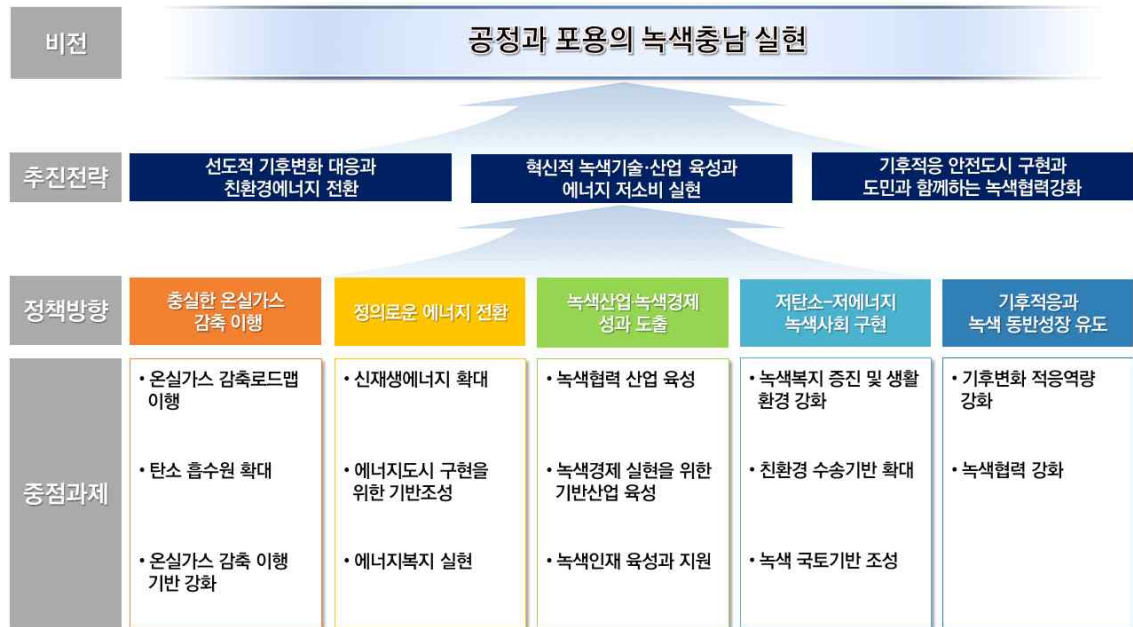 비전
공정과 포용의 녹색충남 실현
추진전략
선도적 기후변화 대응과
친환경에너지 전환
혁신적 녹색기술·산업 육성과
에너지 저소비 실현
기후적응 안전도시 구현과
도민과 함께하는 녹색협력강화
정책방향
충실한 온실가스
감축 이행
정의로운 에너지 전환
녹색산업·녹색경제
성과 도출
저탄소-저에너지
녹색사회 구현
기후적응과
녹색 동반성장 유도
중점과제
• 온실가스 감축로드맵
이행
• 탄소 흡수원 확대
• 온실가스 감축 이행
기반 강화
• 신재생에너지 확대
• 에너지도시 구현을
위한 기반조성
• 에너지복지 실현
• 녹색협력 산업 육성
• 녹색경제 실현을 위한
기반산업 육성
• 녹색인재 육성과 지원
• 녹색복지 증진 및 생활
환경 강화
• 친환경 수송기반 확대
• 녹색 국토기반 조성
• 기후변화 적응역량
강화
• 녹색협력 강화